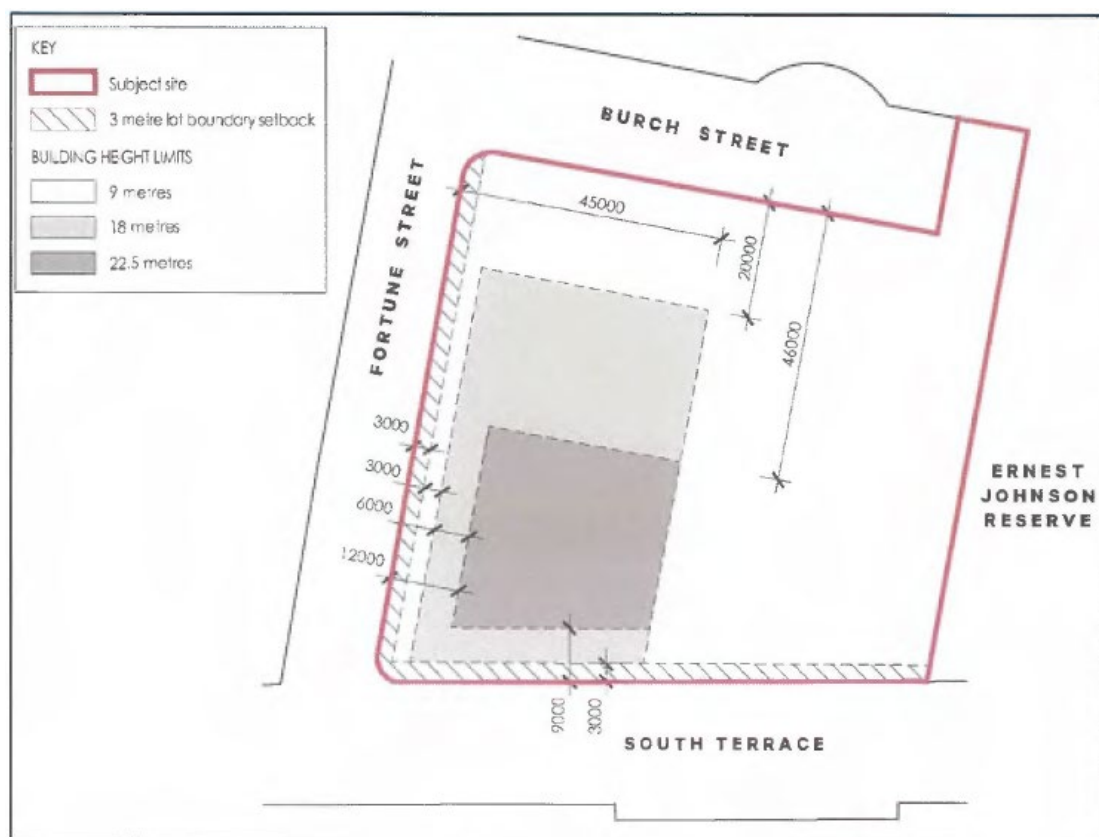 KEY
Subject site
3 metre lot boundary setback
BUILDING HEIGHT LIMITS
9 metres
18 metres
22.5 metres
BURCH STREET
FORTUNE STREET
45000
20000
46000
3000
3000
6000
12000
ERNEST
JOHNSON
RESERVE
9000
3000
SOUTH TERRACE